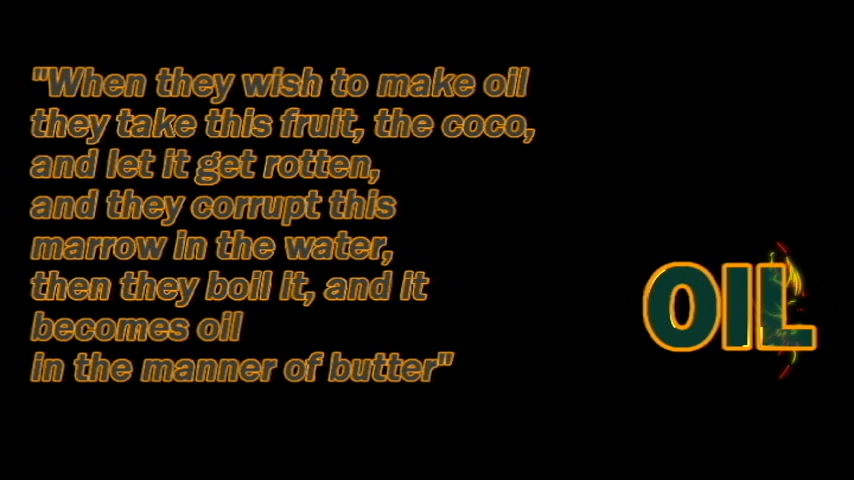 "When they wish to make oil
they take this fruit, the coco,
and let it get rotten,
and they corrupt this
marrow in the water,
then they boil it, and it
becomes oil
in the manner of butter"
OIL